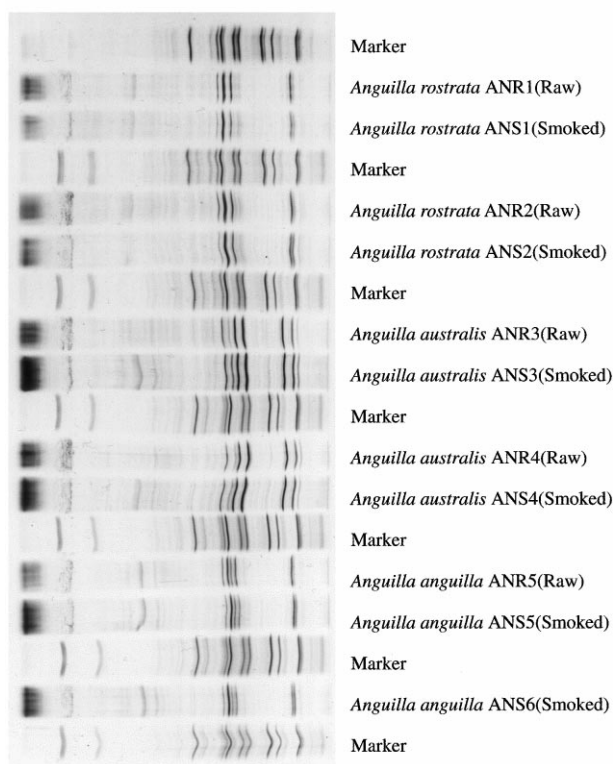 Marker
Anguilla rostrata ANR1(Raw)
Anguilla rostrata ANS1(Smoked)
Marker
Anguilla rostrata ANR2(Raw)
Anguilla rostrata ANS2(Smoked)
Marker
Anguilla australis ANR3(Raw)
Anguilla australis ANS3(Smoked)
Marker
Anguilla australis ANR4(Raw)
Anguilla australis ANS4(Smoked)
Marker
Anguilla anguilla ANR5(Raw)
Anguilla anguilla ANS5(Smoked)
Marker
Anguilla anguilla ANS6(Smoked)
Marker